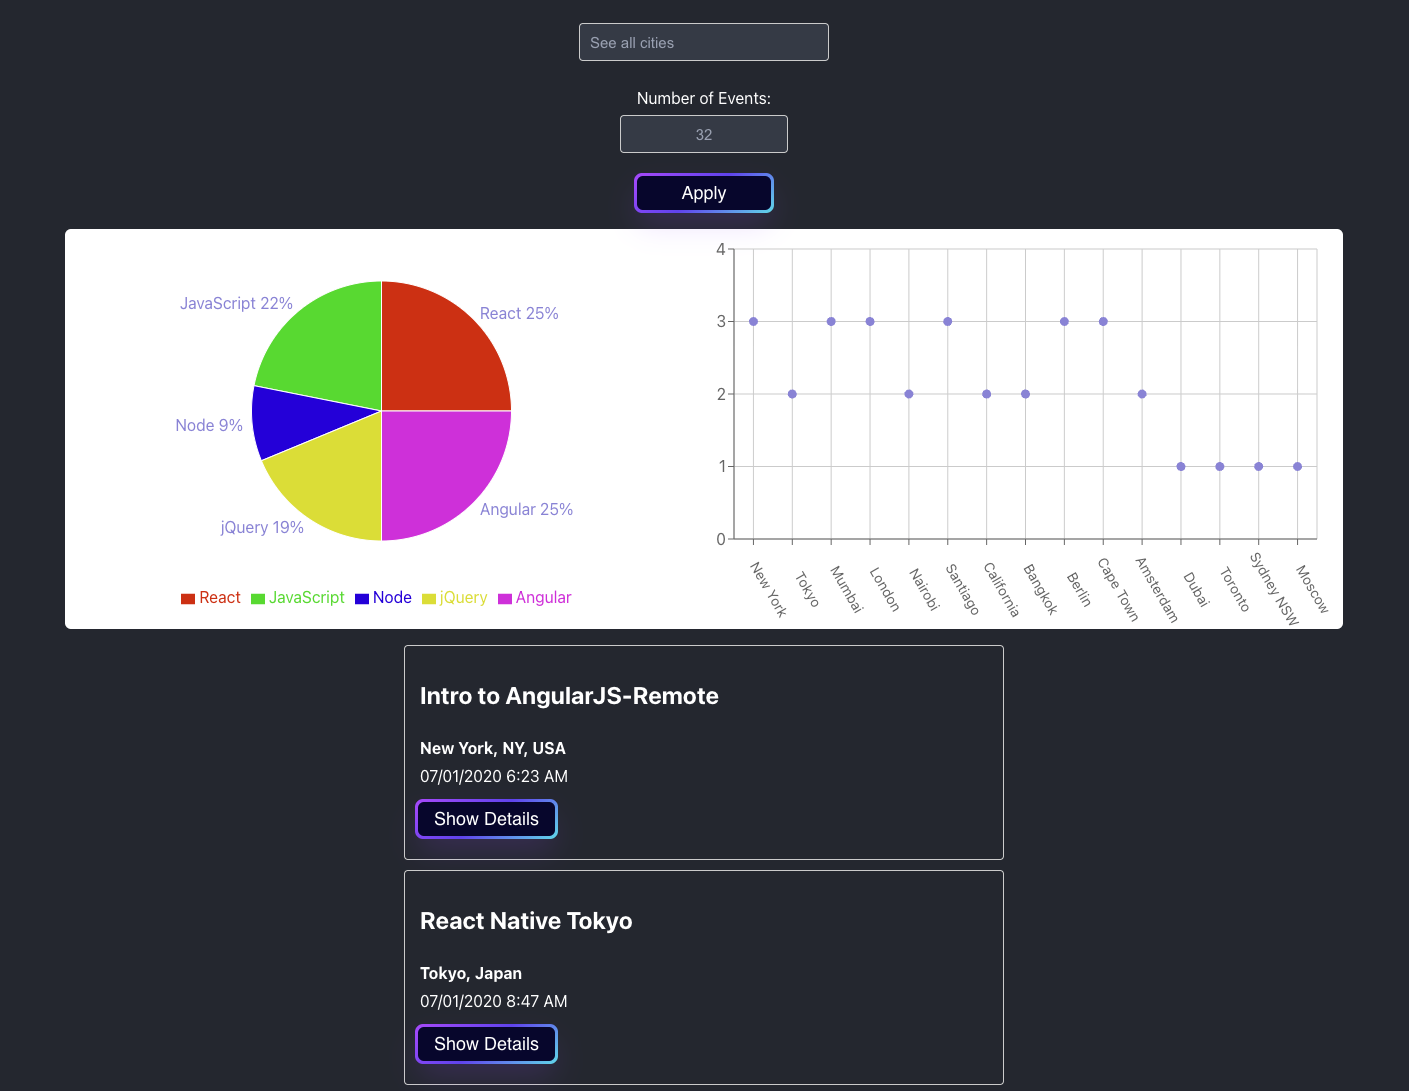 See all cities
Number of Events:
32
Apply
JavaScript 22%
React 25%
Node 9%
jQuery 19%
Angular 25%
React JavaScript Node jQuery Angular
4
3
2
1
0
New York
Tokyo
Mumbai
London
Nairobi
Santiago
California
Bangkok
Berlin
Cape Town
Amsterdam
Dubai
Toronto
Sydney NSW
Moscow
Intro to AngularJS-Remote
New York, NY, USA
07/01/2020 6:23 AM
Show Details
React Native Tokyo
Tokyo, Japan
07/01/2020 8:47 AM
Show Details